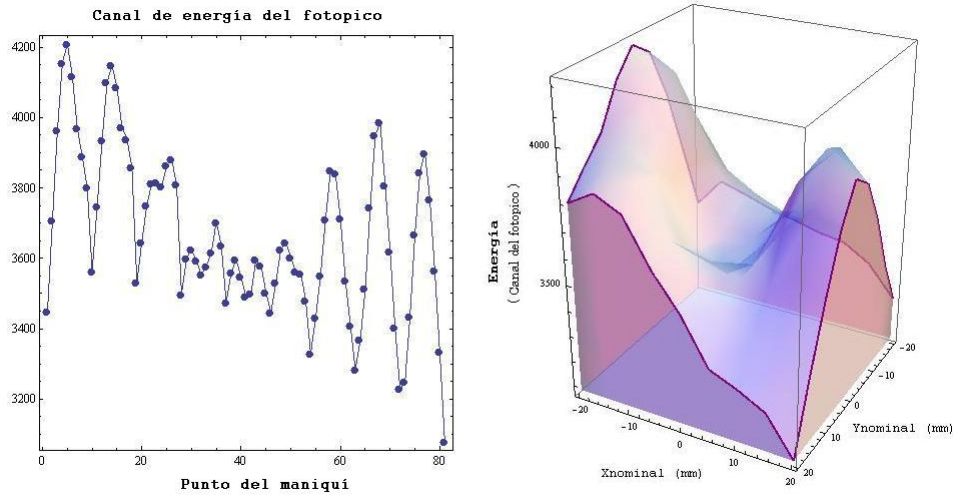 Canal de energía del fotopico
4200
4000
3800
3600
3400
3200
0 20 40 60 80
Punto del maniquí
4000
3500
Energía
( Canal del fotopico )
-20 -10 0 10 20
Xnominal (mm)
20 10 0 -10 -20
Ynominal (mm)